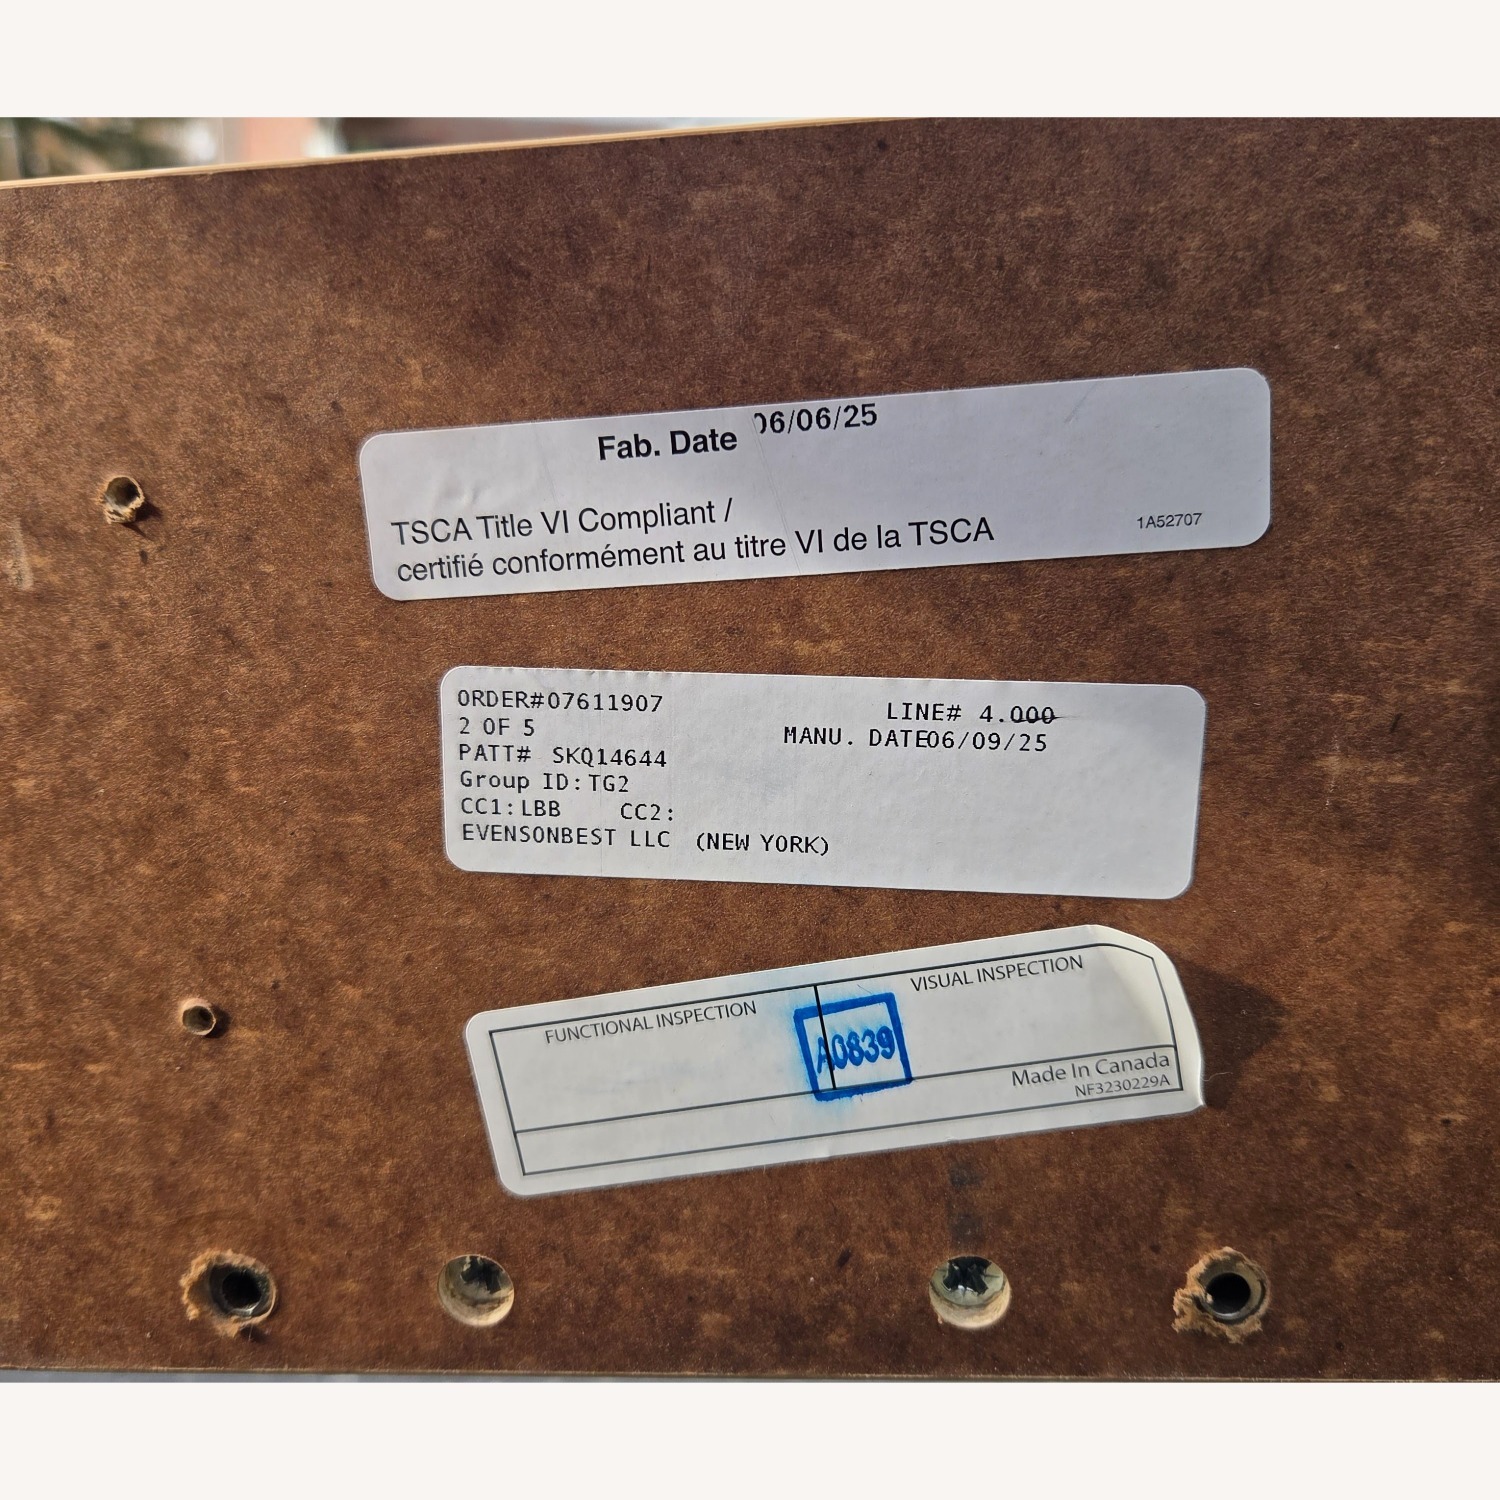 Fab. Date 06/06/25
TSCA Title VI Compliant /
certifié conformément au titre VI de la TSCA
1A52707
ORDER#07611907 LINE# 4.000
2 OF 5 MANU. DATE06/09/25
PATT# SKQ14644
Group ID:TG2
CC1:LBB CC2:
EVENSONBEST LLC (NEW YORK)
FUNCTIONAL INSPECTION VISUAL INSPECTION
A0839
Made In Canada
NF3230229A